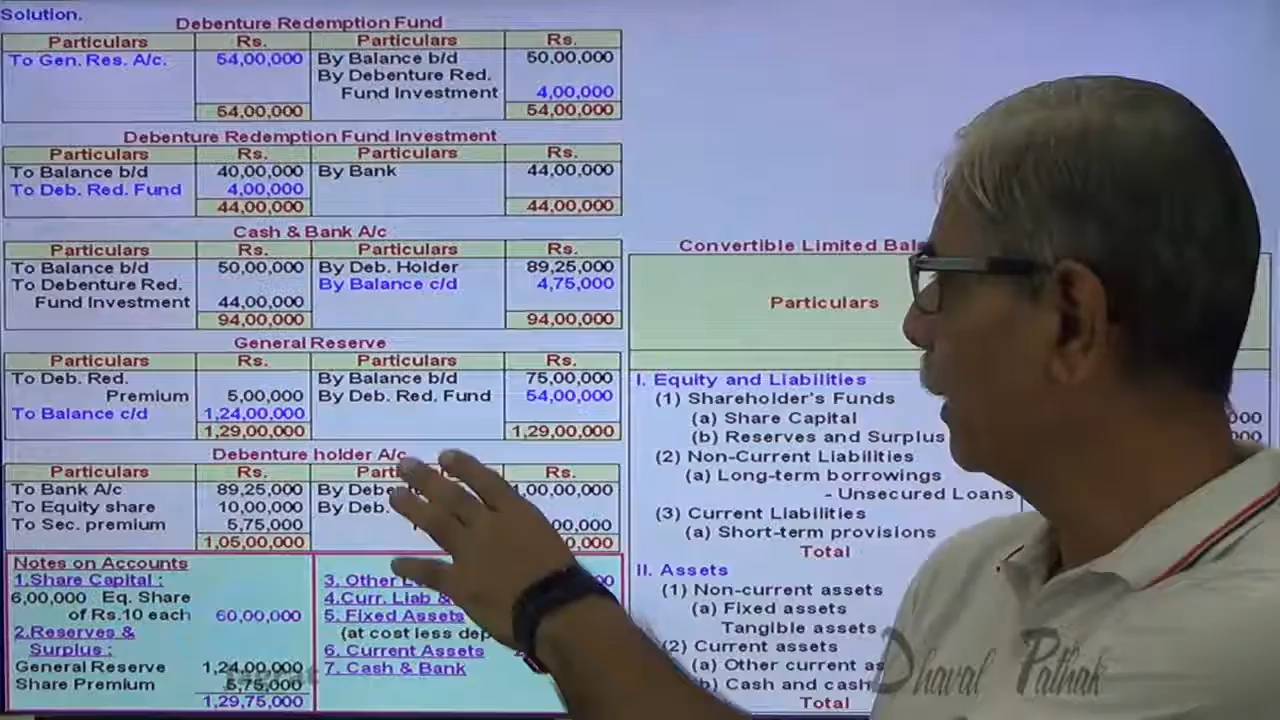 Solution.
Debenture Redemption Fund
Particulars Rs. Particulars Rs.
To Gen. Res. A/c. 54,00,000 By Balance b/d 50,00,000
By Debenture Red.
Fund Investment 4,00,000
54,00,000 54,00,000
Debenture Redemption Fund Investment
Particulars Rs. Particulars Rs.
To Balance b/d 40,00,000 By Bank 44,00,000
To Deb. Red. Fund 4,00,000
44,00,000 44,00,000
Cash & Bank A/c
Particulars Rs. Particulars Rs.
To Balance b/d 50,00,000 By Deb. Holder 89,25,000
To Debenture Red. By Balance c/d 4,75,000
Fund Investment 44,00,000
94,00,000 94,00,000
General Reserve
Particulars Rs. Particulars Rs.
To Deb. Red. By Balance b/d 75,00,000
Premium 5,00,000 By Deb. Red. Fund 54,00,000
To Balance c/d 1,24,00,000
1,29,00,000 1,29,00,000
Debenture holder A/c
Particulars Rs. Rs.
To Bank A/c 89,25,000 By 1,00,00,000
To Equity share 10,00,000 By Deb.
To Sec. premium 5,75,000
1,05,00,000
Notes on Accounts
1.Share Capital :
6,00,000 Eq. Share
of Rs.10 each 60,00,000
2.Reserves &
Surplus :
General Reserve 1,24,00,000
Share Premium 5,75,000
1,29,75,000
3. Other
4.Curr. Liab &
5. Fixed Assets
(at cost less dep
6. Current Assets
7. Cash & Bank
Convertible Limited
Particulars
I. Equity and Liabilities
(1) Shareholder's Funds
(a) Share Capital
(b) Reserves and Surplus
(2) Non-Current Liabilities
(a) Long-term borrowings
- Unsecured Loans
(3) Current Liabilities
(a) Short-term provisions
Total
II. Assets
(1) Non-current assets
(a) Fixed assets
Tangible assets
(2) Current assets
(a) Other current as
(b) Cash and cash
Total
Dhaval Pathak